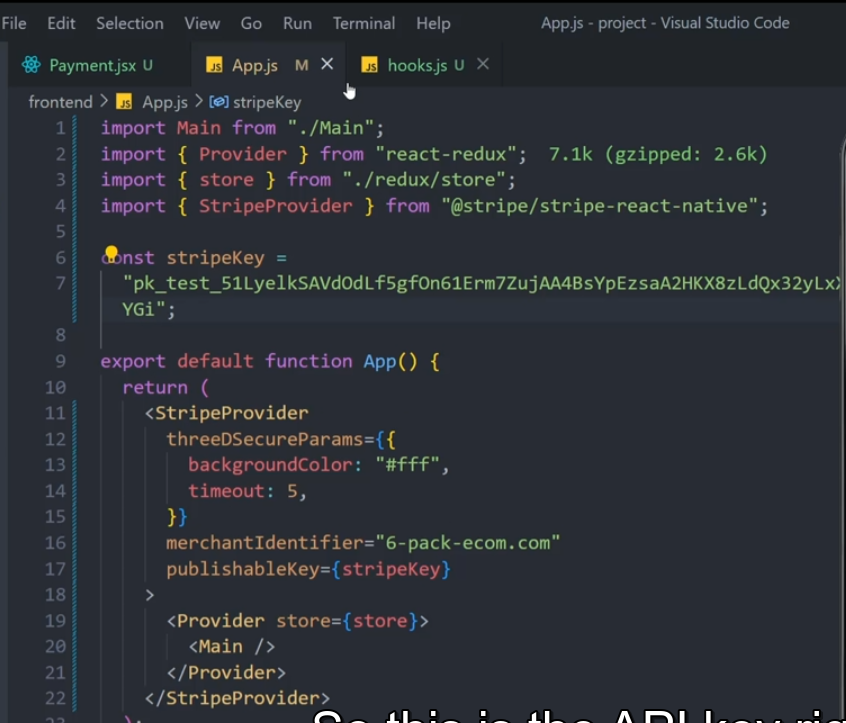 File Edit Selection View Go Run Terminal Help App.js - project - Visual Studio Code
Payment.jsx U JS App.js M × JS hooks.js U ×
frontend > JS App.js > stripeKey
1 import Main from "./Main";
2 import { Provider } from "react-redux"; 7.1k (gzipped: 2.6k)
3 import { store } from "./redux/store";
4 import { StripeProvider } from "@stripe/stripe-react-native";
5
6 const stripeKey =
7 "pk_test_51LyelkSAVdOdLf5gfOn61Erm7ZujAA4BsYpEzsaA2HKX8zLdQx32yLx
YGi";
8
9 export default function App() {
10 return (
11 <StripeProvider
12 threeDSecureParams={{
13 backgroundColor: "#fff",
14 timeout: 5,
15 }}
16 merchantIdentifier="6-pack-ecom.com"
17 publishableKey={stripeKey}
18 >
19 <Provider store={store}>
20 <Main />
21 </Provider>
22 </StripeProvider>
23 );
So this is the API key